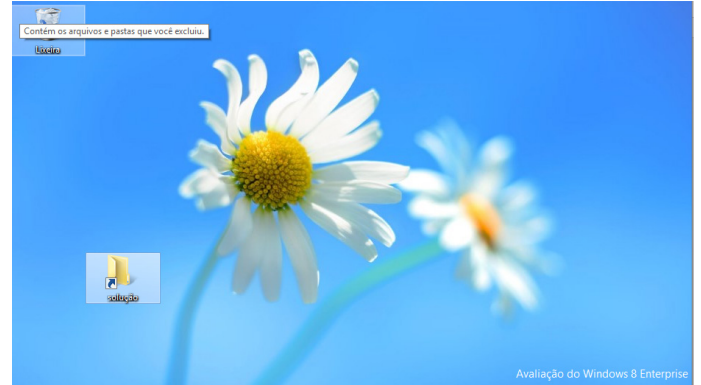 Contém os arquivos e pastas que você excluiu.
Lixeira
solução
Avaliação do Windows 8 Enterprise